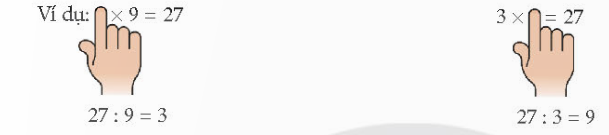 Ví dụ: × 9 = 27
3 × = 27
27 : 9 = 3
27 : 3 = 9